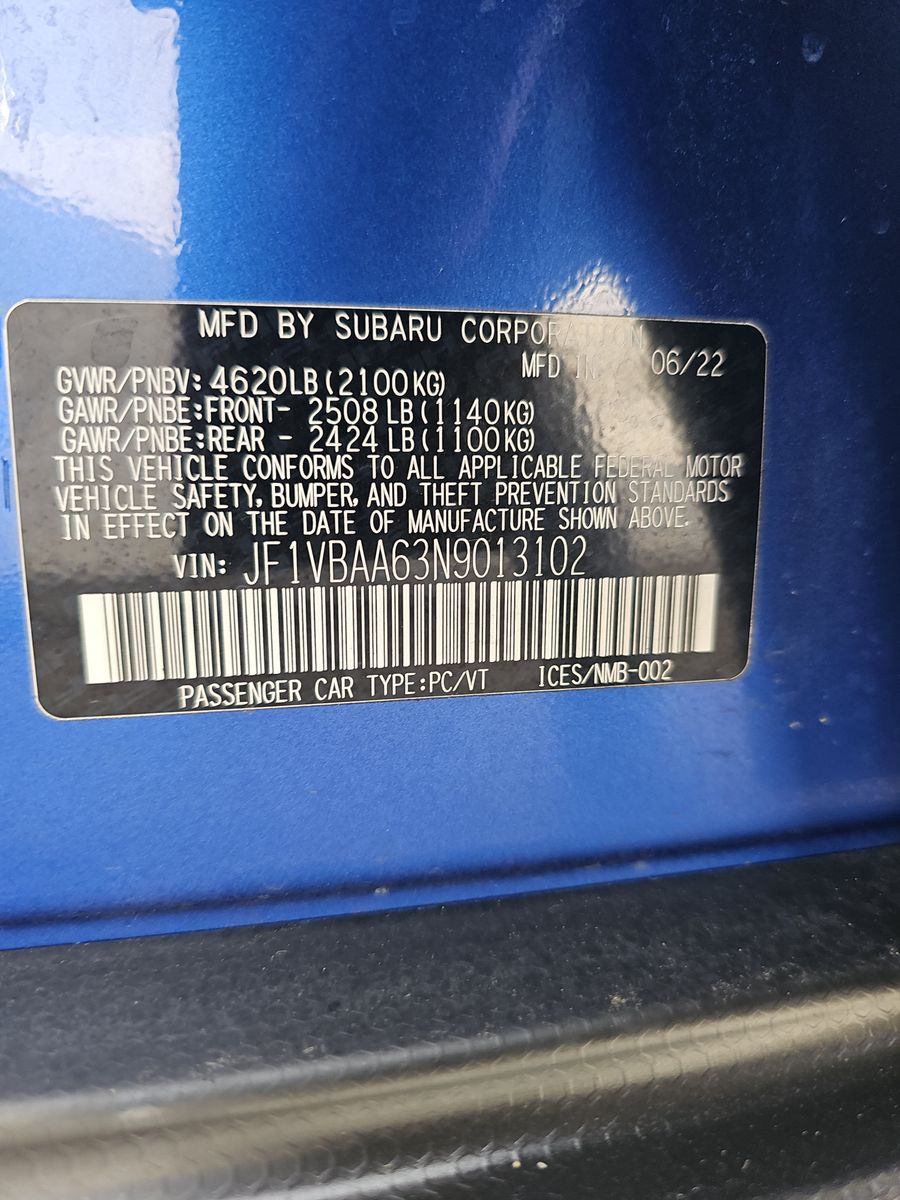 MFD BY SUBARU CORPORATION
MFD IN 06/22
GVWR/PNBV: 4620LB(2100KG)
GAWR/PNBE:FRONT- 2508 LB(1140KG)
GAWR/PNBE:REAR - 2424 LB(1100KG)
THIS VEHICLE CONFORMS TO ALL APPLICABLE FEDERAL MOTOR
VEHICLE SAFETY, BUMPER, AND THEFT PREVENTION STANDARDS
IN EFFECT ON THE DATE OF MANUFACTURE SHOWN ABOVE.
VIN: JF1VBAA63N9013102
PASSENGER CAR TYPE:PC/VT ICES/NMB-002